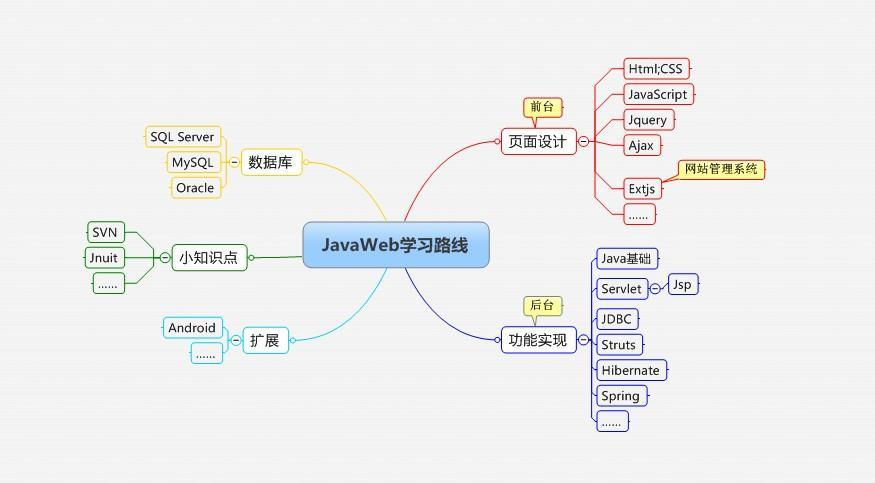 JavaWeb学习路线
前台
页面设计
Html;CSS
JavaScript
Jquery
Ajax
Extjs
网站管理系统
......
后台
功能实现
Java基础
Servlet
Jsp
JDBC
Struts
Hibernate
Spring
......
数据库
SQL Server
MySQL
Oracle
小知识点
SVN
Jnuit
......
扩展
Android
......